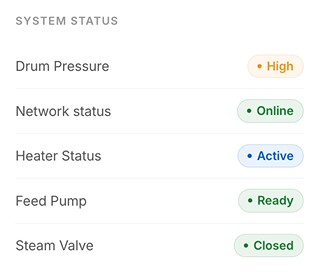 SYSTEM STATUS
Drum Pressure • High
Network status • Online
Heater Status • Active
Feed Pump • Ready
Steam Valve • Closed